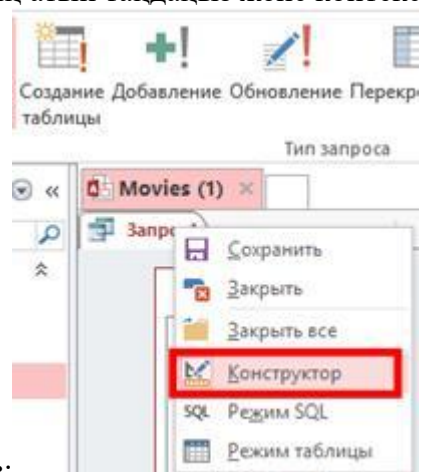 Создание Добавление Обновление Перекр
таблицы
Тип запроса
Movies (1)
Запр
Сохранить
Закрыть
Закрыть все
Конструктор
SQL Режим SQL
Режим таблицы